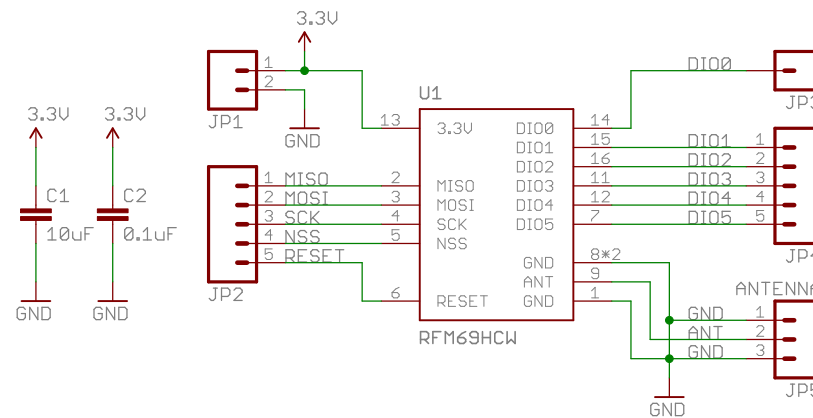 3.3V
1
2
JP1
GND
3.3V
GND
C1
10uF
3.3V
GND
C2
0.1uF
1 MISO
2 MOSI
3 SCK
4 NSS
5 RESET
JP2
U1
13 3.3V
2 MISO
3 MOSI
4 SCK
5 NSS
6 RESET
DIO0 14
DIO1 15
DIO2 16
DIO3 11
DIO4 12
DIO5 7
GND 8*2
ANT 9
GND 1
RFM69HCW
DIO0 1
JP3
DIO1 1
DIO2 2
DIO3 3
DIO4 4
DIO5 5
JP4
ANTENNA
GND 1
ANT 2
GND 3
JP5
GND